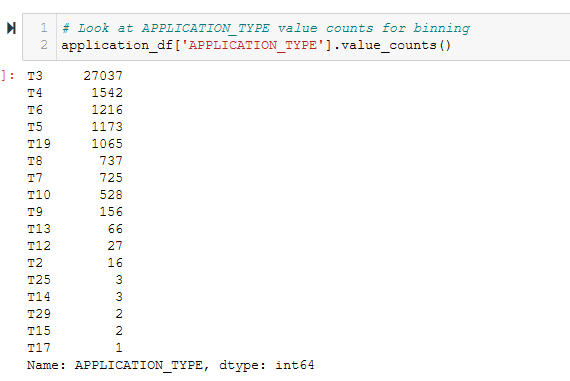 1 # Look at APPLICATION_TYPE value counts for binning
2 application_df['APPLICATION_TYPE'].value_counts()
]: T3 27037
T4 1542
T6 1216
T5 1173
T19 1065
T8 737
T7 725
T10 528
T9 156
T13 66
T12 27
T2 16
T25 3
T14 3
T29 2
T15 2
T17 1
Name: APPLICATION_TYPE, dtype: int64